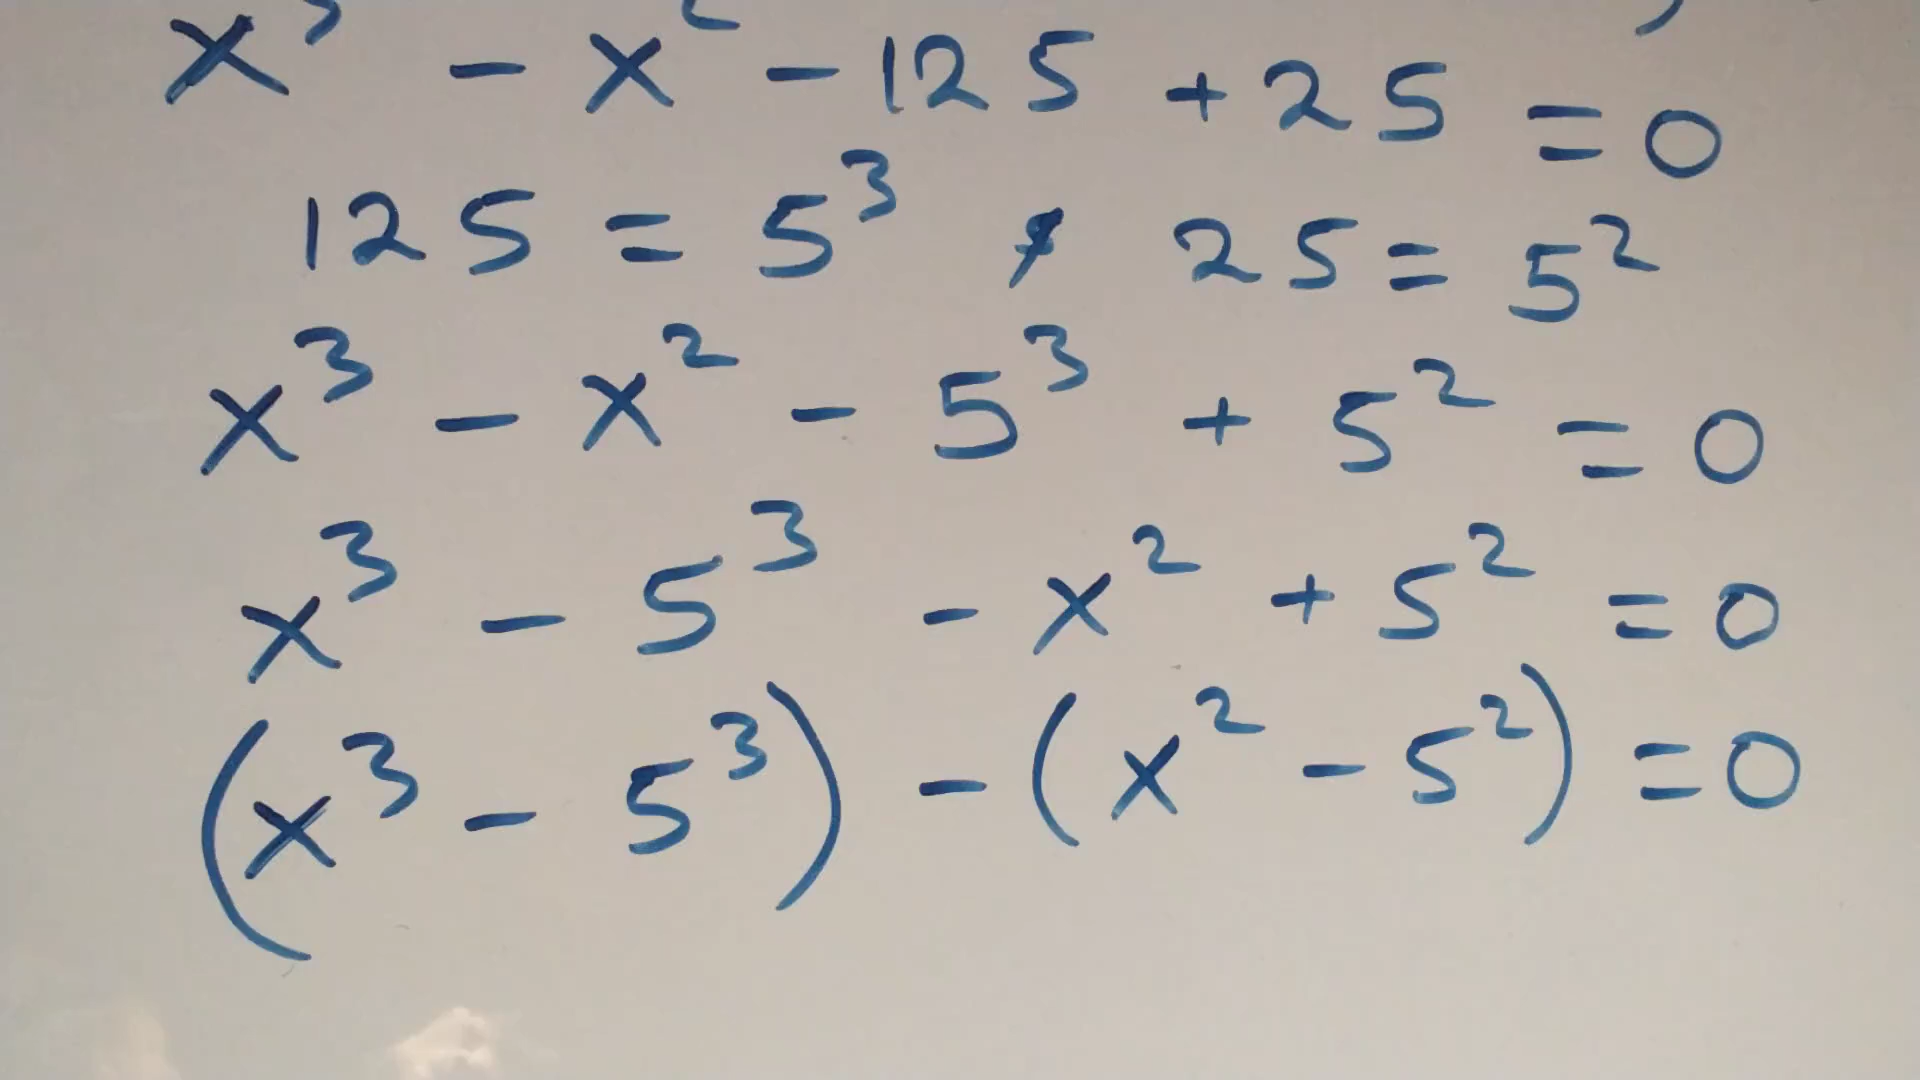 x³ - x² - 125 + 25 = 0
125 = 5³ , 25 = 5²
x³ - x² - 5³ + 5² = 0
x³ - 5³ - x² + 5² = 0
(x³ - 5³) - (x² - 5²) = 0